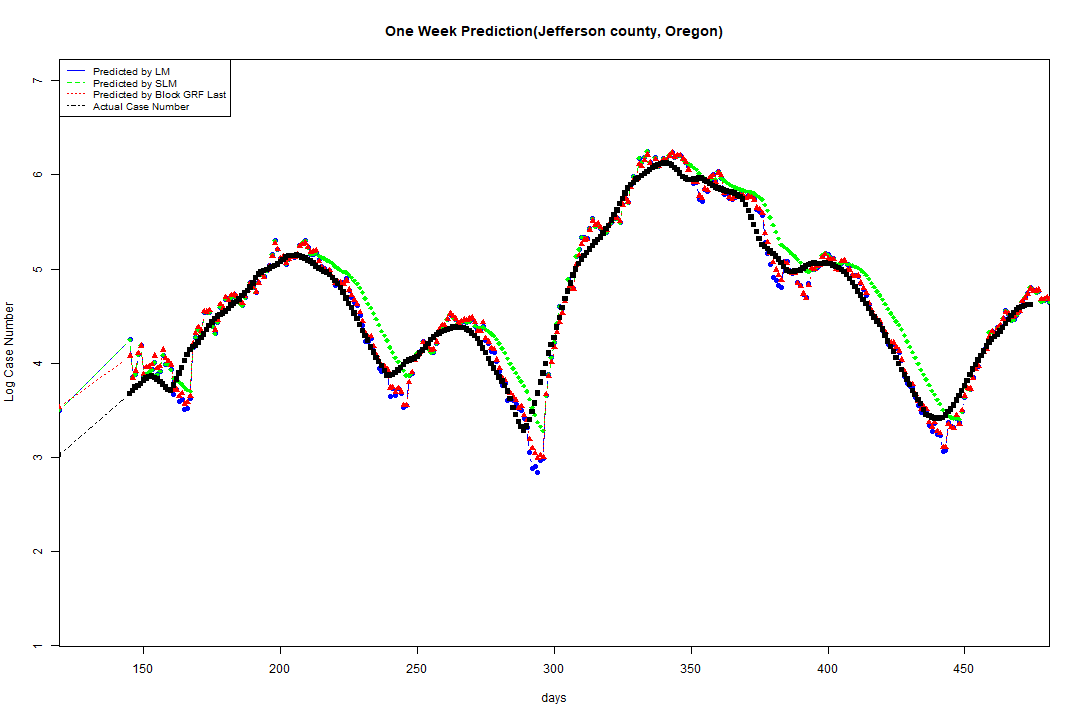 One Week Prediction(Jefferson county, Oregon)
Predicted by LM
Predicted by SLM
Predicted by Block GRF Last
Actual Case Number
Log Case Number
7
6
5
4
3
2
1
150 200 250 300 350 400 450
days